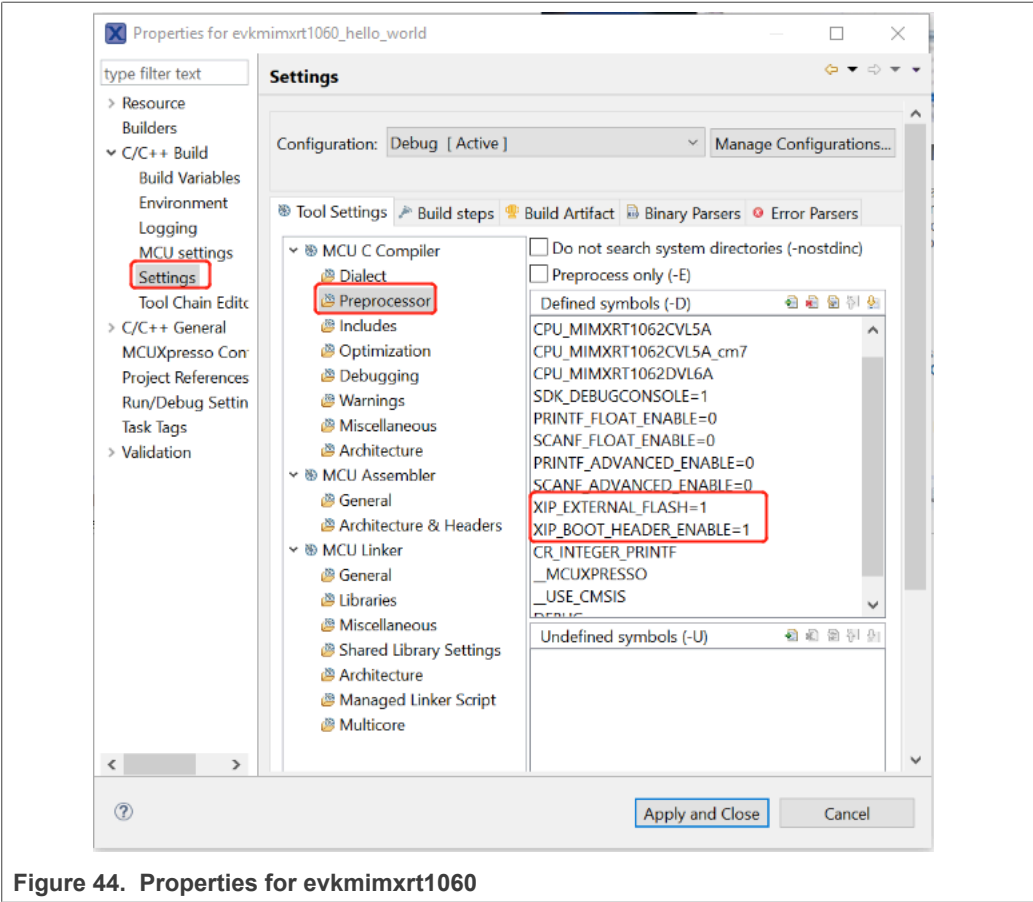 Properties for evkmimxrt1060_hello_world
type filter text
Settings
Resource
Builders
C/C++ Build
Build Variables
Environment
Logging
MCU settings
Settings
Tool Chain Edito
C/C++ General
MCUXpresso Con
Project References
Run/Debug Settin
Task Tags
Validation
Configuration: Debug [ Active ]
Manage Configurations...
Tool Settings
Build steps
Build Artifact
Binary Parsers
Error Parsers
MCU C Compiler
Dialect
Preprocessor
Includes
Optimization
Debugging
Warnings
Miscellaneous
Architecture
MCU Assembler
General
Architecture & Headers
MCU Linker
General
Libraries
Miscellaneous
Shared Library Settings
Architecture
Managed Linker Script
Multicore
Do not search system directories (-nostdinc)
Preprocess only (-E)
Defined symbols (-D)
CPU_MIMXRT1062CVL5A
CPU_MIMXRT1062CVL5A_cm7
CPU_MIMXRT1062DVL6A
SDK_DEBUGCONSOLE=1
PRINTF_FLOAT_ENABLE=0
SCANF_FLOAT_ENABLE=0
PRINTF_ADVANCED_ENABLE=0
SCANF_ADVANCED_ENABLE=0
XIP_EXTERNAL_FLASH=1
XIP_BOOT_HEADER_ENABLE=1
CR_INTEGER_PRINTF
__MCUXPRESSO
__USE_CMSIS
DEBUG
Undefined symbols (-U)
Apply and Close
Cancel
Figure 44. Properties for evkmimxrt1060